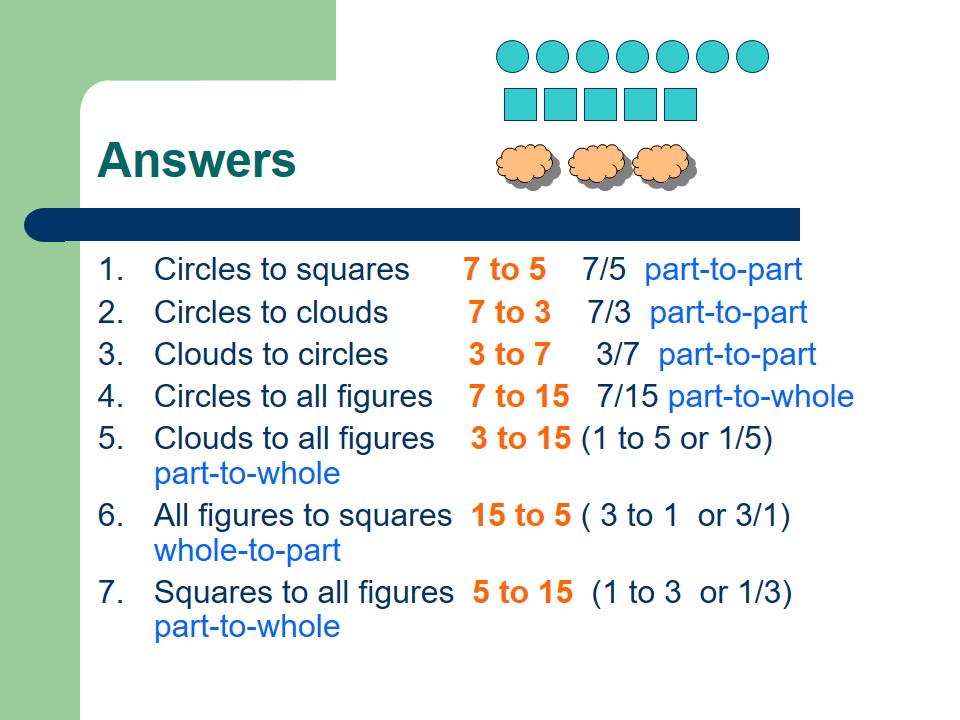 Answers
1. Circles to squares 7 to 5 7/5 part-to-part
2. Circles to clouds 7 to 3 7/3 part-to-part
3. Clouds to circles 3 to 7 3/7 part-to-part
4. Circles to all figures 7 to 15 7/15 part-to-whole
5. Clouds to all figures 3 to 15 (1 to 5 or 1/5)
part-to-whole
6. All figures to squares 15 to 5 ( 3 to 1 or 3/1)
whole-to-part
7. Squares to all figures 5 to 15 (1 to 3 or 1/3)
part-to-whole